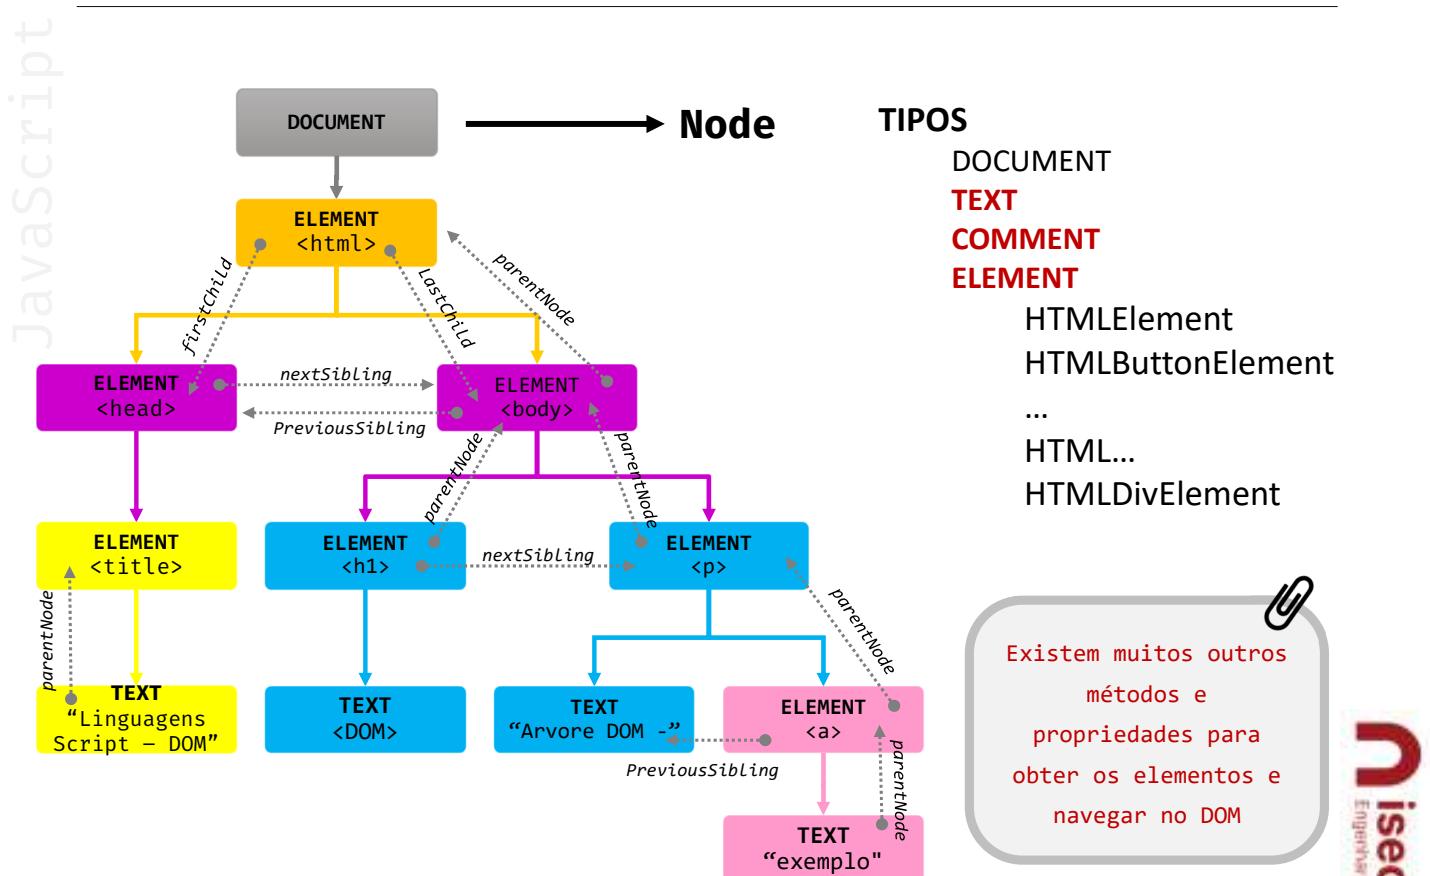 JavaScript
DOCUMENT
Node
TIPOS
DOCUMENT
TEXT
COMMENT
ELEMENT
HTMLElement
HTMLButtonElement
…
HTML…
HTMLDivElement
ELEMENT
<html>
firstChild
LastChild
parentNode
ELEMENT
<head>
nextSibling
PreviousSibling
ELEMENT
<body>
parentNode
parentNode
ELEMENT
<title>
ELEMENT
<h1>
nextSibling
ELEMENT
<p>
parentNode
parentNode
TEXT
“Linguagens
Script – DOM”
TEXT
<DOM>
TEXT
“Arvore DOM -”
ELEMENT
<a>
PreviousSibling
parentNode
TEXT
“exemplo"
Existem muitos outros
métodos e
propriedades para
obter os elementos e
navegar no DOM
isec
Engenhar